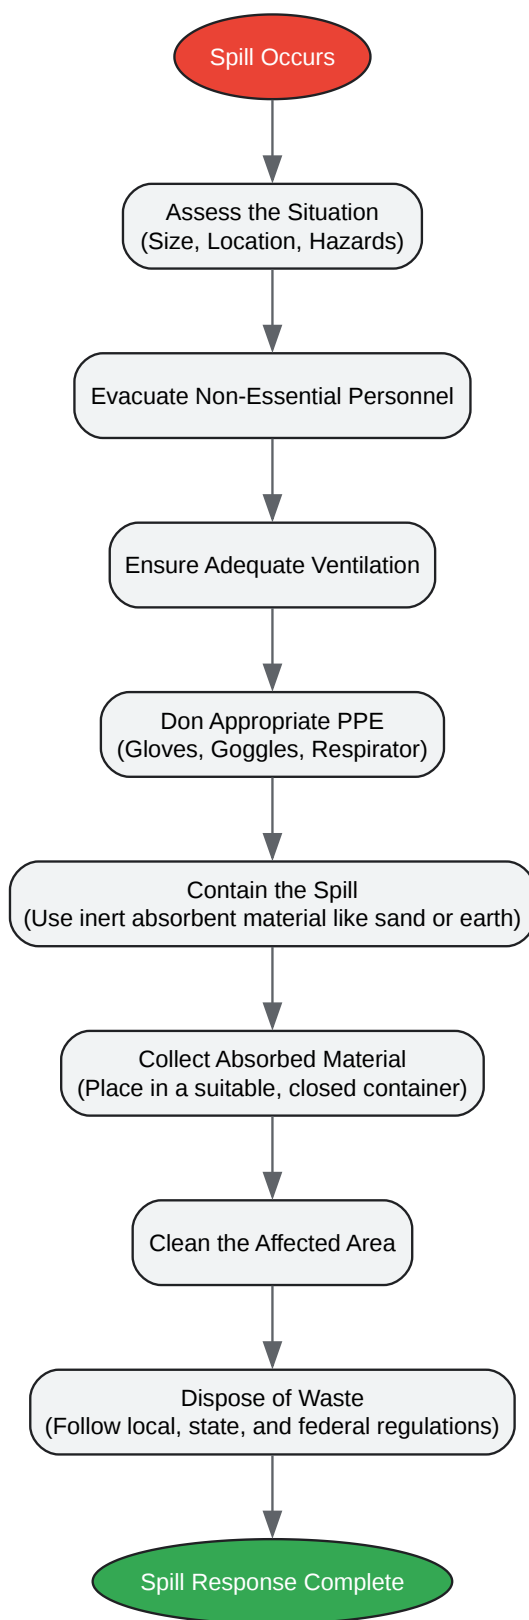 Spill Occurs
Assess the Situation
(Size, Location, Hazards)
Evacuate Non-Essential Personnel
Ensure Adequate Ventilation
Don Appropriate PPE
(Gloves, Goggles, Respirator)
Contain the Spill
(Use inert absorbent material like sand or earth)
Collect Absorbed Material
(Place in a suitable, closed container)
Clean the Affected Area
Dispose of Waste
(Follow local, state, and federal regulations)
Spill Response Complete